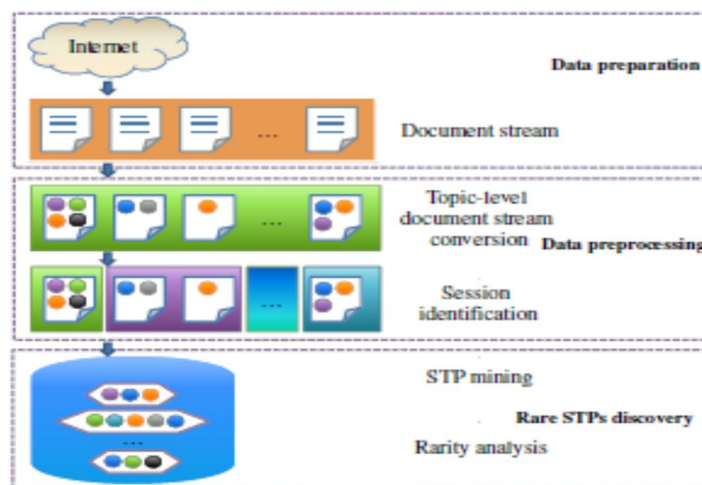 Internet
Data preparation
...
Document stream
Topic-level
document stream
conversion
Data preprocessing
...
...
Session
identification
STP mining
Rare STPs discovery
...
Rarity analysis